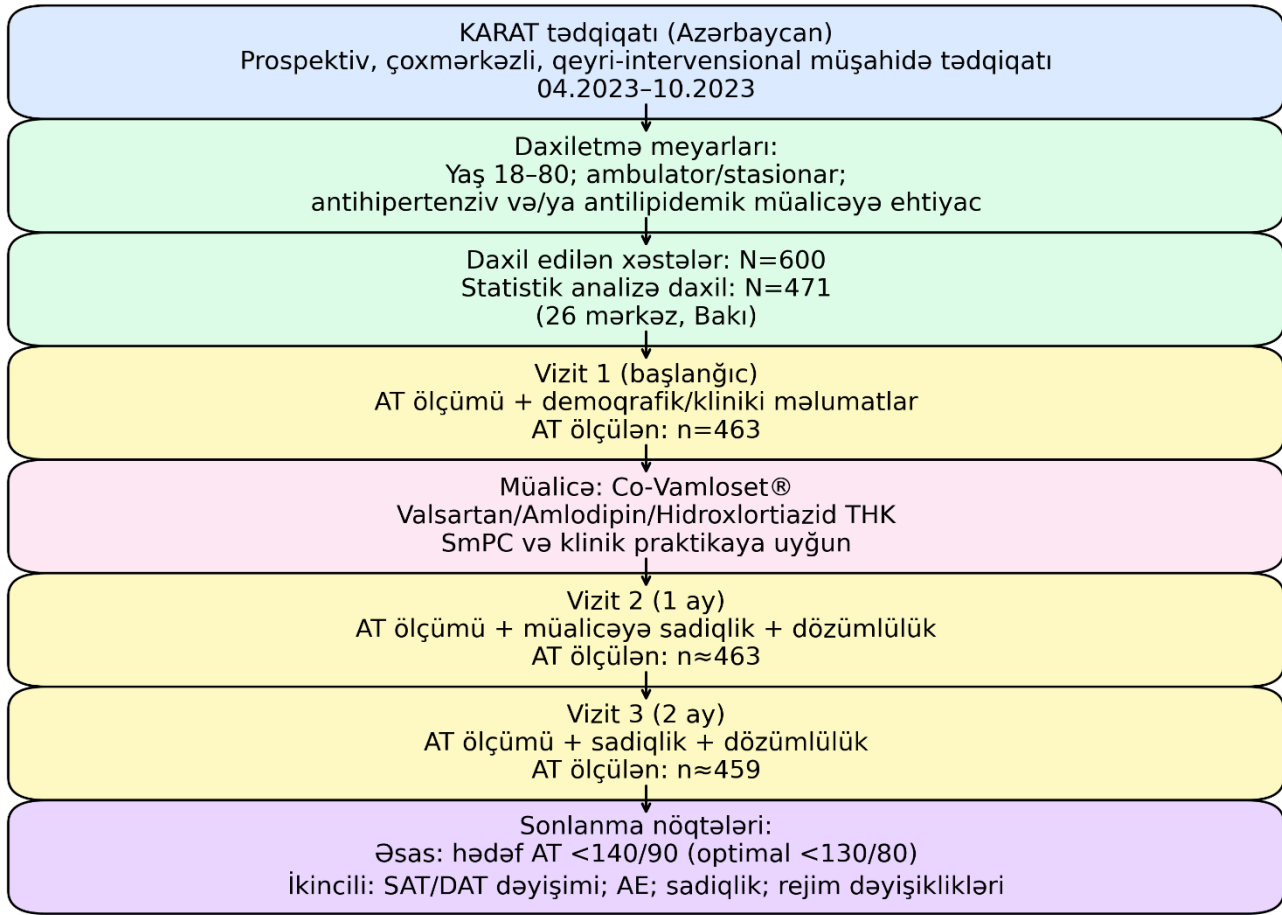 KARAT tədqiqatı (Azərbaycan)
Prospektiv, çoxmərkəzli, qeyri-intervensional müşahidə tədqiqatı
04.2023–10.2023
Daxiletmə meyarları:
Yaş 18–80; ambulator/stasionar;
antihipertenziv və/ya antilipidemik müalicəyə ehtiyac
Daxil edilən xəstələr: N=600
Statistik analizə daxil: N=471
(26 mərkəz, Bakı)
Vizit 1 (başlanğıc)
AT ölçümü + demoqrafik/kliniki məlumatlar
AT ölçülən: n=463
Müalicə: Co-Vamloset®
Valsartan/Amlodipin/Hidroxlortiazid THK
SmPC və klinik praktikaya uyğun
Vizit 2 (1 ay)
AT ölçümü + müalicəyə sadiqlik + dözümlülük
AT ölçülən: n≈463
Vizit 3 (2 ay)
AT ölçümü + sadiqlik + dözümlülük
AT ölçülən: n≈459
Sonlanma nöqtələri:
Əsas: hədəf AT <140/90 (optimal <130/80)
İkincili: SAT/DAT dəyişimi; AE; sadiqlik; rejim dəyişiklikləri